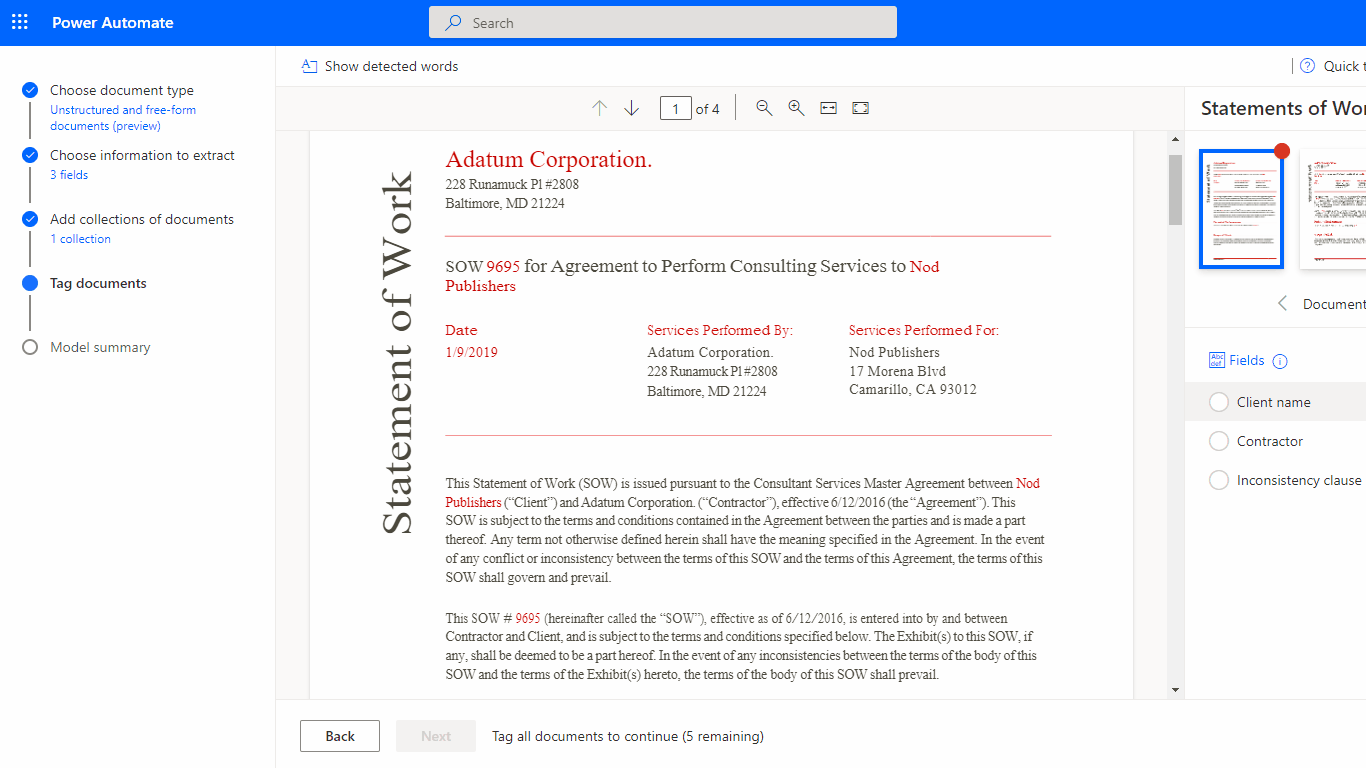 Power Automate
Search
Choose document type
Unstructured and free-form
documents (preview)
Choose information to extract
3 fields
Add collections of documents
1 collection
Tag documents
Model summary
Show detected words
Quick t
1 of 4
Statement of Work
Adatum Corporation.
228 Runamuck Pl #2808
Baltimore, MD 21224
SOW 9695 for Agreement to Perform Consulting Services to Nod
Publishers
Date
1/9/2019
Services Performed By:
Adatum Corporation.
228 Runamuck Pl #2808
Baltimore, MD 21224
Services Performed For:
Nod Publishers
17 Morena Blvd
Camarillo, CA 93012
This Statement of Work (SOW) is issued pursuant to the Consultant Services Master Agreement between Nod
Publishers (“Client”) and Adatum Corporation. (“Contractor”), effective 6/12/2016 (the “Agreement”). This
SOW is subject to the terms and conditions contained in the Agreement between the parties and is made a part
thereof. Any term not otherwise defined herein shall have the meaning specified in the Agreement. In the event
of any conflict or inconsistency between the terms of this SOW and the terms of this Agreement, the terms of this
SOW shall govern and prevail.
This SOW # 9695 (hereinafter called the “SOW”), effective as of 6/12/2016, is entered into by and between
Contractor and Client, and is subject to the terms and conditions specified below. The Exhibit(s) to this SOW, if
any, shall be deemed to be a part hereof. In the event of any inconsistencies between the terms of the body of this
SOW and the terms of the Exhibit(s) hereto, the terms of the body of this SOW shall prevail.
Statements of Wor
Document
Fields
Client name
Contractor
Inconsistency clause
Back
Next
Tag all documents to continue (5 remaining)